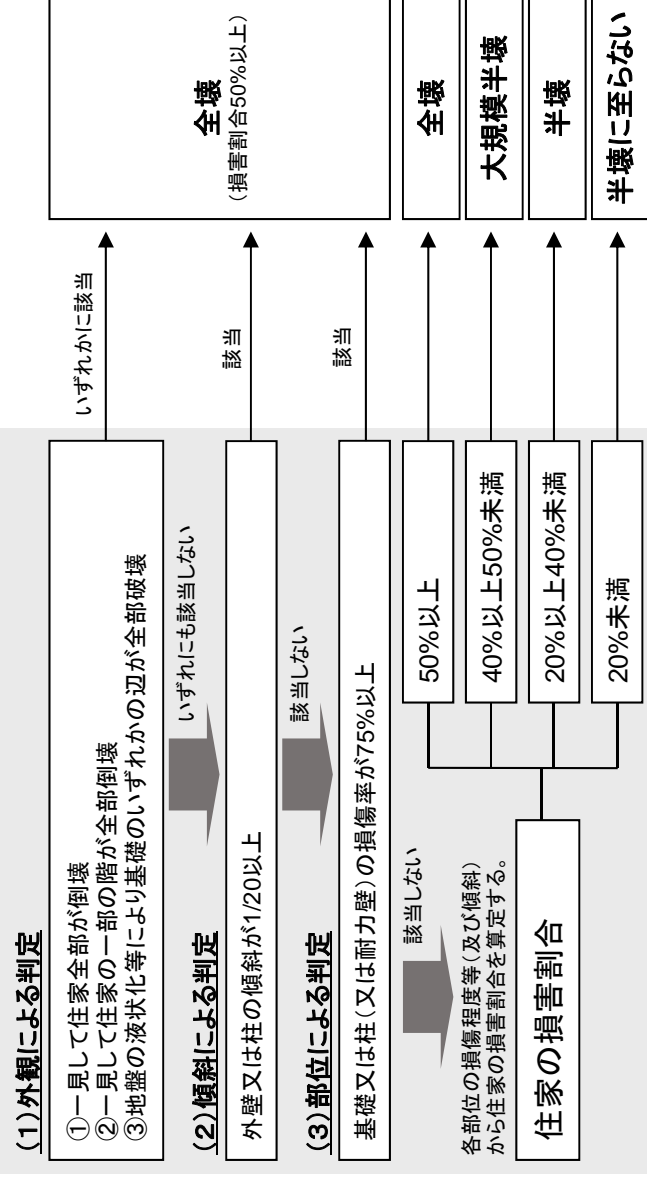 (1)外観による判定
①一見して住家全部が倒壊
②一見して住家の一部の階が全部倒壊
③地盤の液状化等により基礎のいずれかの辺が全部破壊
いずれかに該当
全壊
(損害割合50%以上)
いずれにも該当しない
(2)傾斜による判定
外壁又は柱の傾斜が1/20以上
該当
該当しない
(3)部位による判定
基礎又は柱(又は耐力壁)の損傷率が75%以上
該当
該当しない
各部位の損傷程度等(及び傾斜)
から住家の損害割合を算定する。
住家の損害割合
50%以上
全壊
40%以上50%未満
大規模半壊
20%以上40%未満
半壊
20%未満
半壊に至らない